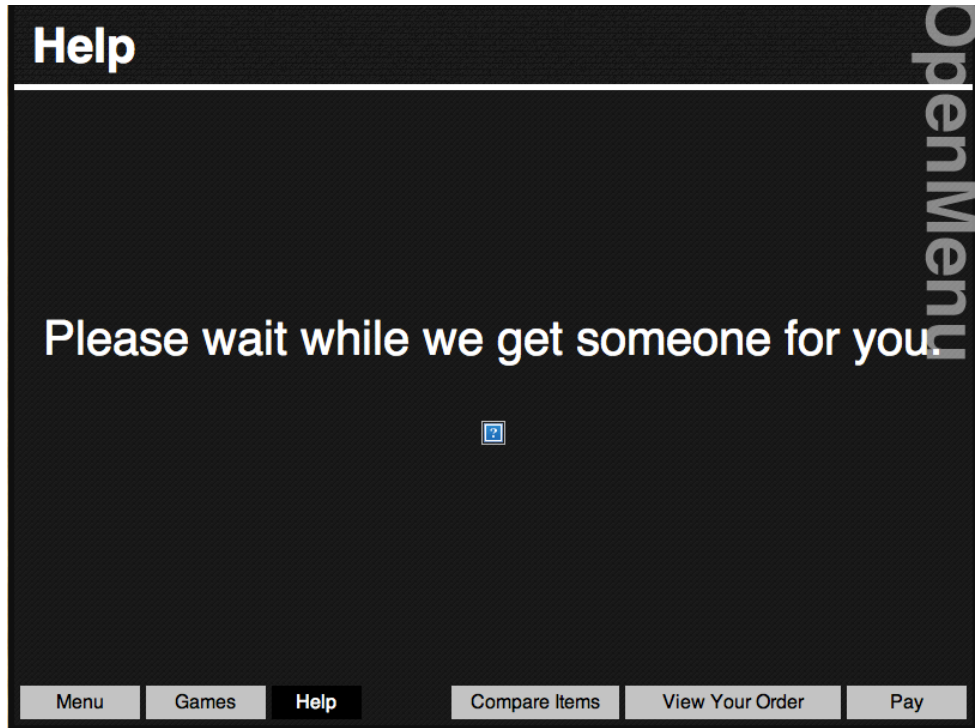 Help
OpenMenu
Please wait while we get someone for you.
?
Menu Games Help Compare Items View Your Order Pay